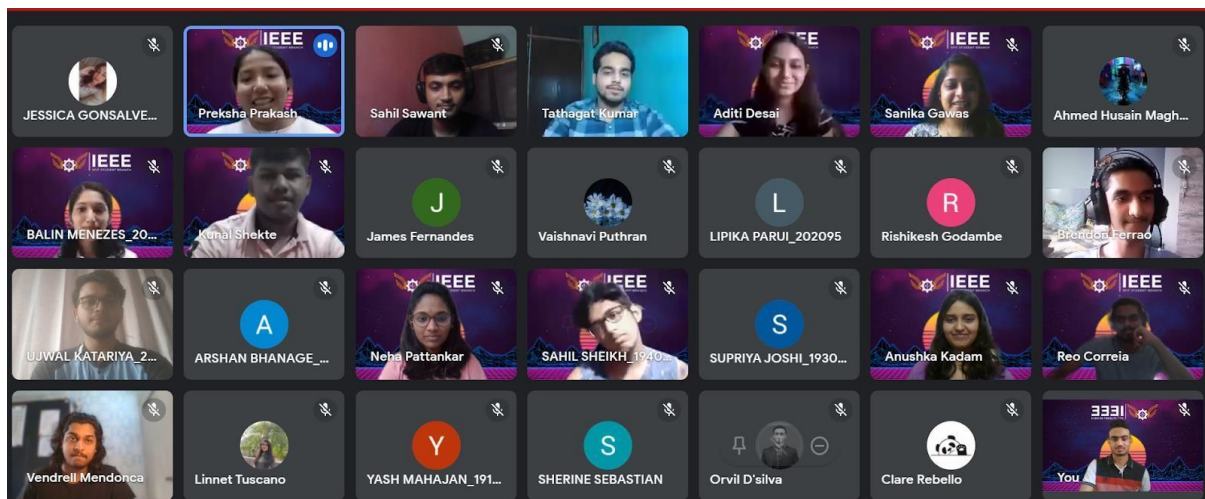 JESSICA GONSALVE...
IEEE
Preksha Prakash
Sahil Sawant
Tathagat Kumar
IEEE
Aditi Desai
IEEE
Sanika Gawas
Ahmed Husain Magh...
IEEE
BALIN MENEZES_20...
IEEE
Kunal Shekte
J
James Fernandes
Vaishnavi Puthran
L
LIPIKA PARUI_202095
R
Rishikesh Godambe
Brendon Ferrao
UJWAL KATARIYA_2...
A
ARSHAN BHANAGE_...
IEEE
Neha Pattankar
IEEE
SAHIL SHEIKH_1940...
S
SUPRIYA JOSHI_1930...
IEEE
Anushka Kadam
IEEE
Reo Correia
Vendrell Mendonca
Linnet Tuscano
Y
YASH MAHAJAN_191...
S
SHERINE SEBASTIAN
Orvil D'silva
Clare Rebello
IEEE
You